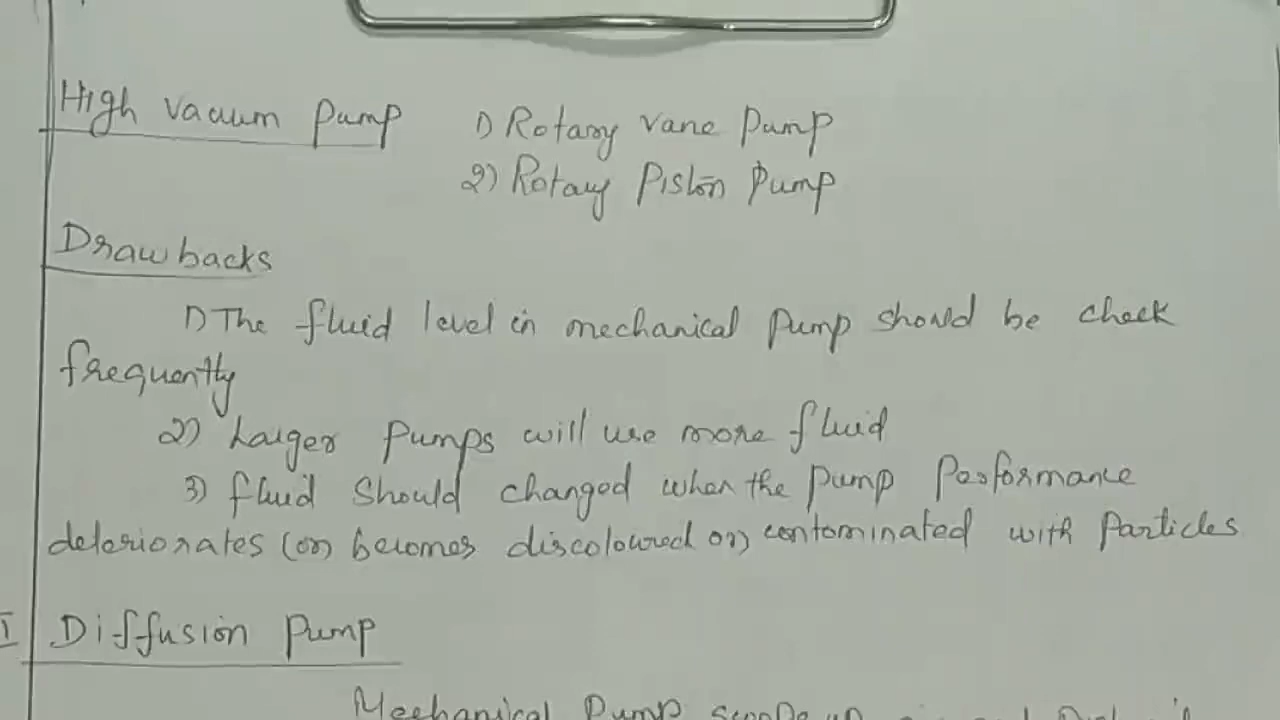 High vacuum pump 1) Rotary vane Pump
2) Rotary Piston Pump
Drawbacks
1) The fluid level in mechanical pump should be check
frequently
2) Larger Pumps will use more fluid
3) fluid should changed when the pump Performance
deteriorates (or) becomes discoloured or) contaminated with Particles
I Diffusion Pump
Mechanical Pump